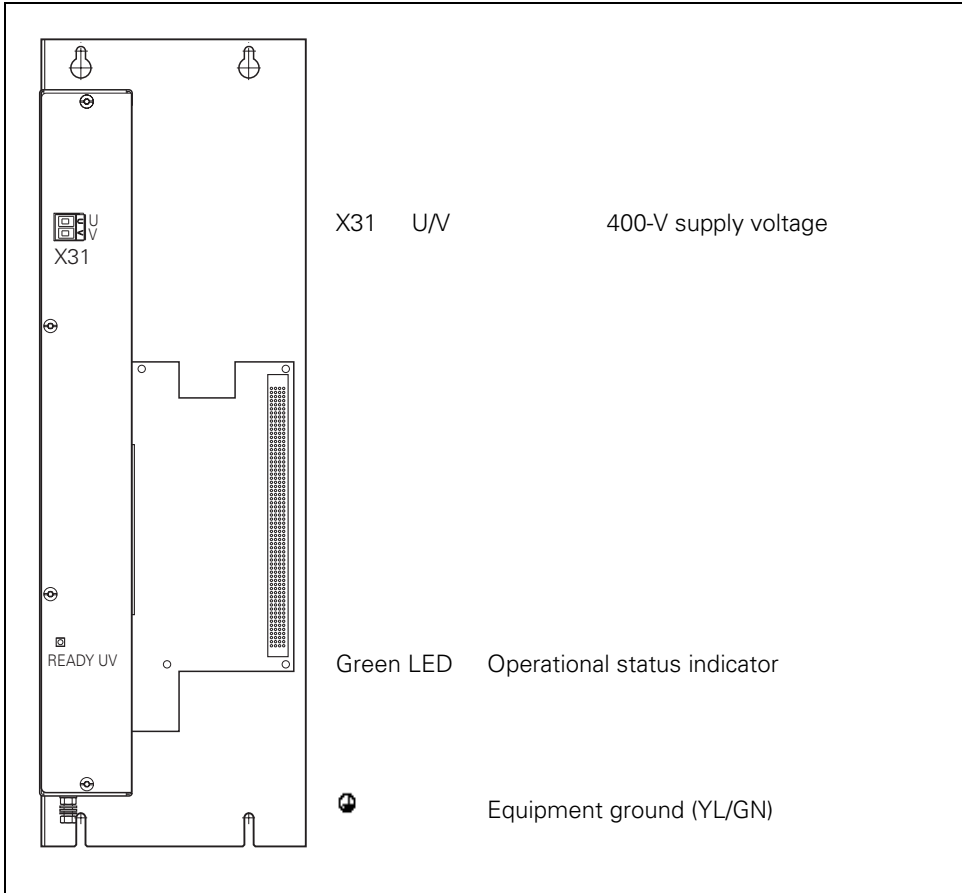 U
V
X31
X31 U/V 400-V supply voltage
READY UV
Green LED Operational status indicator
Equipment ground (YL/GN)